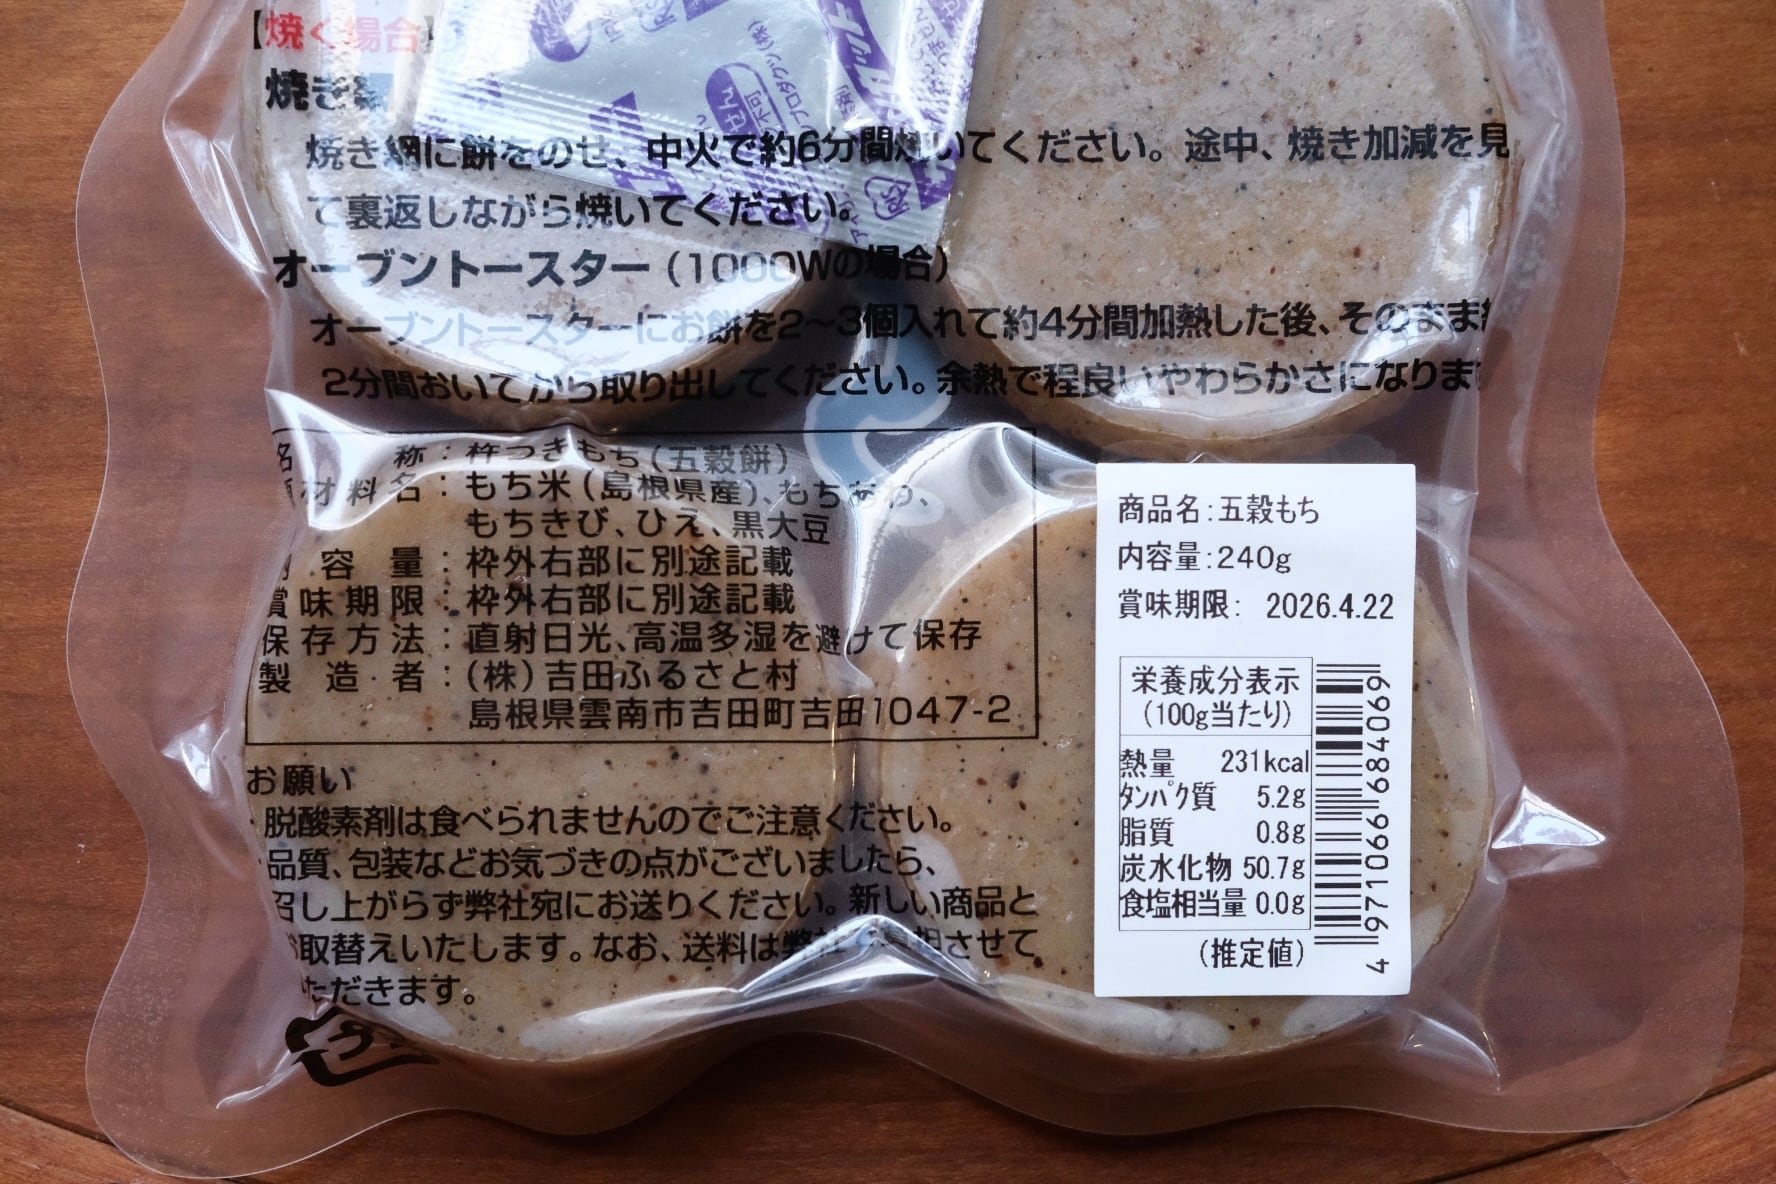 【焼く場合】
焼き
焼き網に餅をのせ、中火で約6分間焼いてください。途中、焼き加減を見
て裏返しながら焼いてください。
オーブントースター(1000Wの場合)
オーブントースターにお餅を2〜3個入れて約4分間加熱した後、そのまま
2分間おいてから取り出してください。余熱で程良いやわらかさになります
名 称:杵つきもち(五穀餅)
材料名:もち米(島根県産)、もちあわ、
もちきび、ひえ、黒大豆
内容量:枠外右部に別途記載
賞味期限:枠外右部に別途記載
保存方法:直射日光、高温多湿を避けて保存
製造者:(株)吉田ふるさと村
島根県雲南市吉田町吉田1047-2
お願い
・脱酸素剤は食べられませんのでご注意ください。
・品質、包装などお気づきの点がございましたら、
召し上がらず弊社宛にお送りください。新しい商品と
取替えいたします。なお、送料は弊社 させて
いただきます。
商品名:五穀もち
内容量:240g
賞味期限: 2026.4.22
栄養成分表示
(100g当たり)
熱量 231kcal
タンパク質 5.2g
脂質 0.8g
炭水化物 50.7g
食塩相当量 0.0g
(推定値)
4 971066 684069